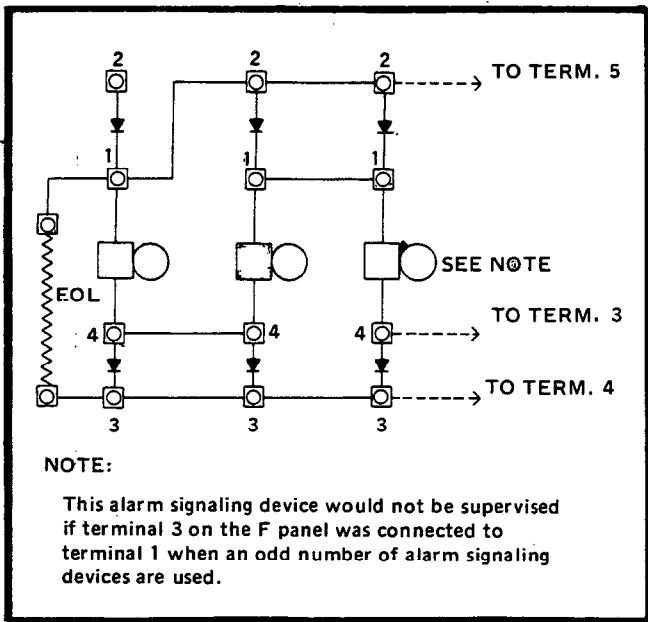 2 2 2 TO TERM. 5
1 1 1
EOL SEE NOTE
4 4 4 TO TERM. 3
TO TERM. 4
3 3 3
NOTE:
This alarm signaling device would not be supervised
if terminal 3 on the F panel was connected to
terminal 1 when an odd number of alarm signaling
devices are used.